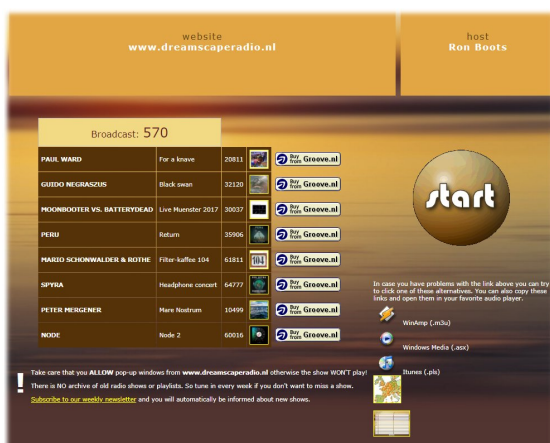 website
www.dreamscaperadio.nl
host
Ron Boots
Broadcast: 570
PAUL WARD For a knave 20811 Buy from Groove.nl
GUIDO NEGRASZUS Black swan 32120 Buy from Groove.nl
MOONBOOTER VS. BATTERYDEAD Live Muenster 2017 30037 Buy from Groove.nl
PERU Return 35906 Buy from Groove.nl
MARIO SCHONWALDER & ROTHE Filter-kaffee 104 61811 104 Buy from Groove.nl
SPYRA Headphone concert 64777 Buy from Groove.nl
PETER MERGENER Mare Nostrum 10499 Buy from Groove.nl
NODE Node 2 60016 Buy from Groove.nl
start
In case you have problems with the link above you can try
to click one of these alternatives. You can also copy these
links and open them in your favorite audio player.
WinAmp (.m3u)
Windows Media (.asx)
Itunes (.pls)
! Take care that you ALLOW pop-up windows from www.dreamscaperadio.nl otherwise the show WON'T play!
There is NO archive of old radio shows or playlists. So tune in every week if you don't want to miss a show.
Subscribe to our weekly newsletter and you will automatically be informed about new shows.